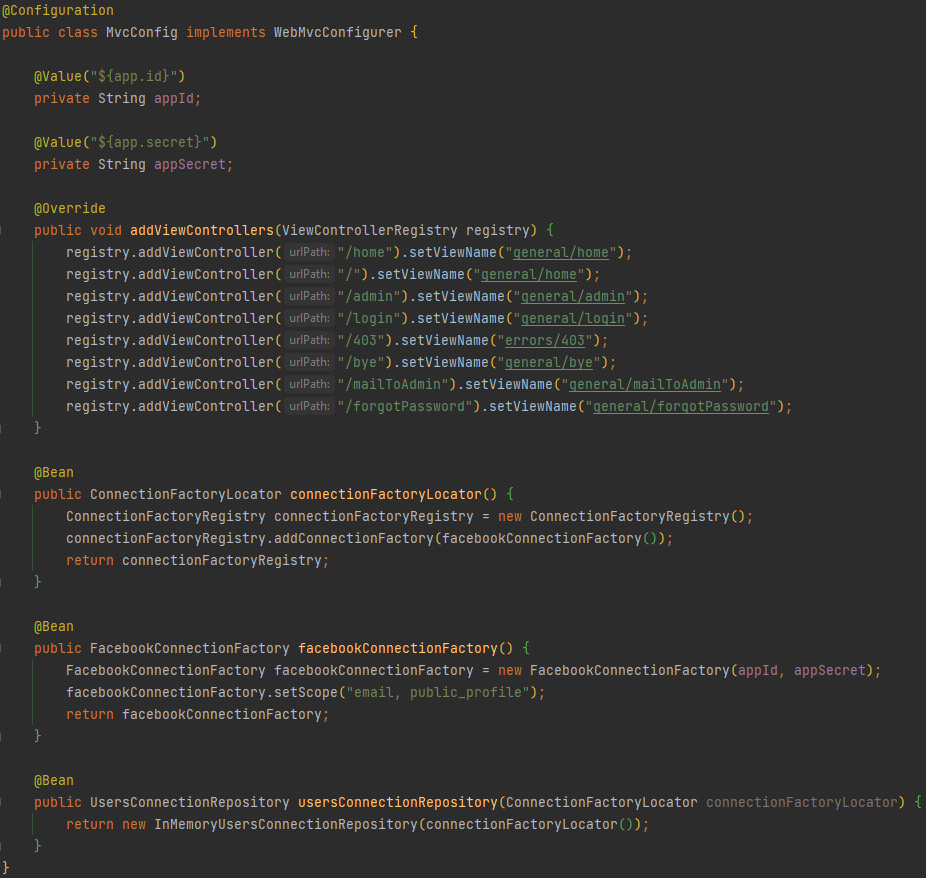 @Configuration
public class MvcConfig implements WebMvcConfigurer {
@Value("${app.id}")
private String appId;
@Value("${app.secret}")
private String appSecret;
@Override
public void addViewControllers(ViewControllerRegistry registry) {
registry.addViewController( urlPath: "/home").setViewName("general/home");
registry.addViewController( urlPath: "/").setViewName("general/home");
registry.addViewController( urlPath: "/admin").setViewName("general/admin");
registry.addViewController( urlPath: "/login").setViewName("general/login");
registry.addViewController( urlPath: "/403").setViewName("errors/403");
registry.addViewController( urlPath: "/bye").setViewName("general/bye");
registry.addViewController( urlPath: "/mailToAdmin").setViewName("general/mailToAdmin");
registry.addViewController( urlPath: "/forgotPassword").setViewName("general/forgotPassword");
}
@Bean
public ConnectionFactoryLocator connectionFactoryLocator() {
ConnectionFactoryRegistry connectionFactoryRegistry = new ConnectionFactoryRegistry();
connectionFactoryRegistry.addConnectionFactory(facebookConnectionFactory());
return connectionFactoryRegistry;
}
@Bean
public FacebookConnectionFactory facebookConnectionFactory() {
FacebookConnectionFactory facebookConnectionFactory = new FacebookConnectionFactory(appId, appSecret);
facebookConnectionFactory.setScope("email, public_profile");
return facebookConnectionFactory;
}
@Bean
public UsersConnectionRepository usersConnectionRepository(ConnectionFactoryLocator connectionFactoryLocator) {
return new InMemoryUsersConnectionRepository(connectionFactoryLocator());
}
}